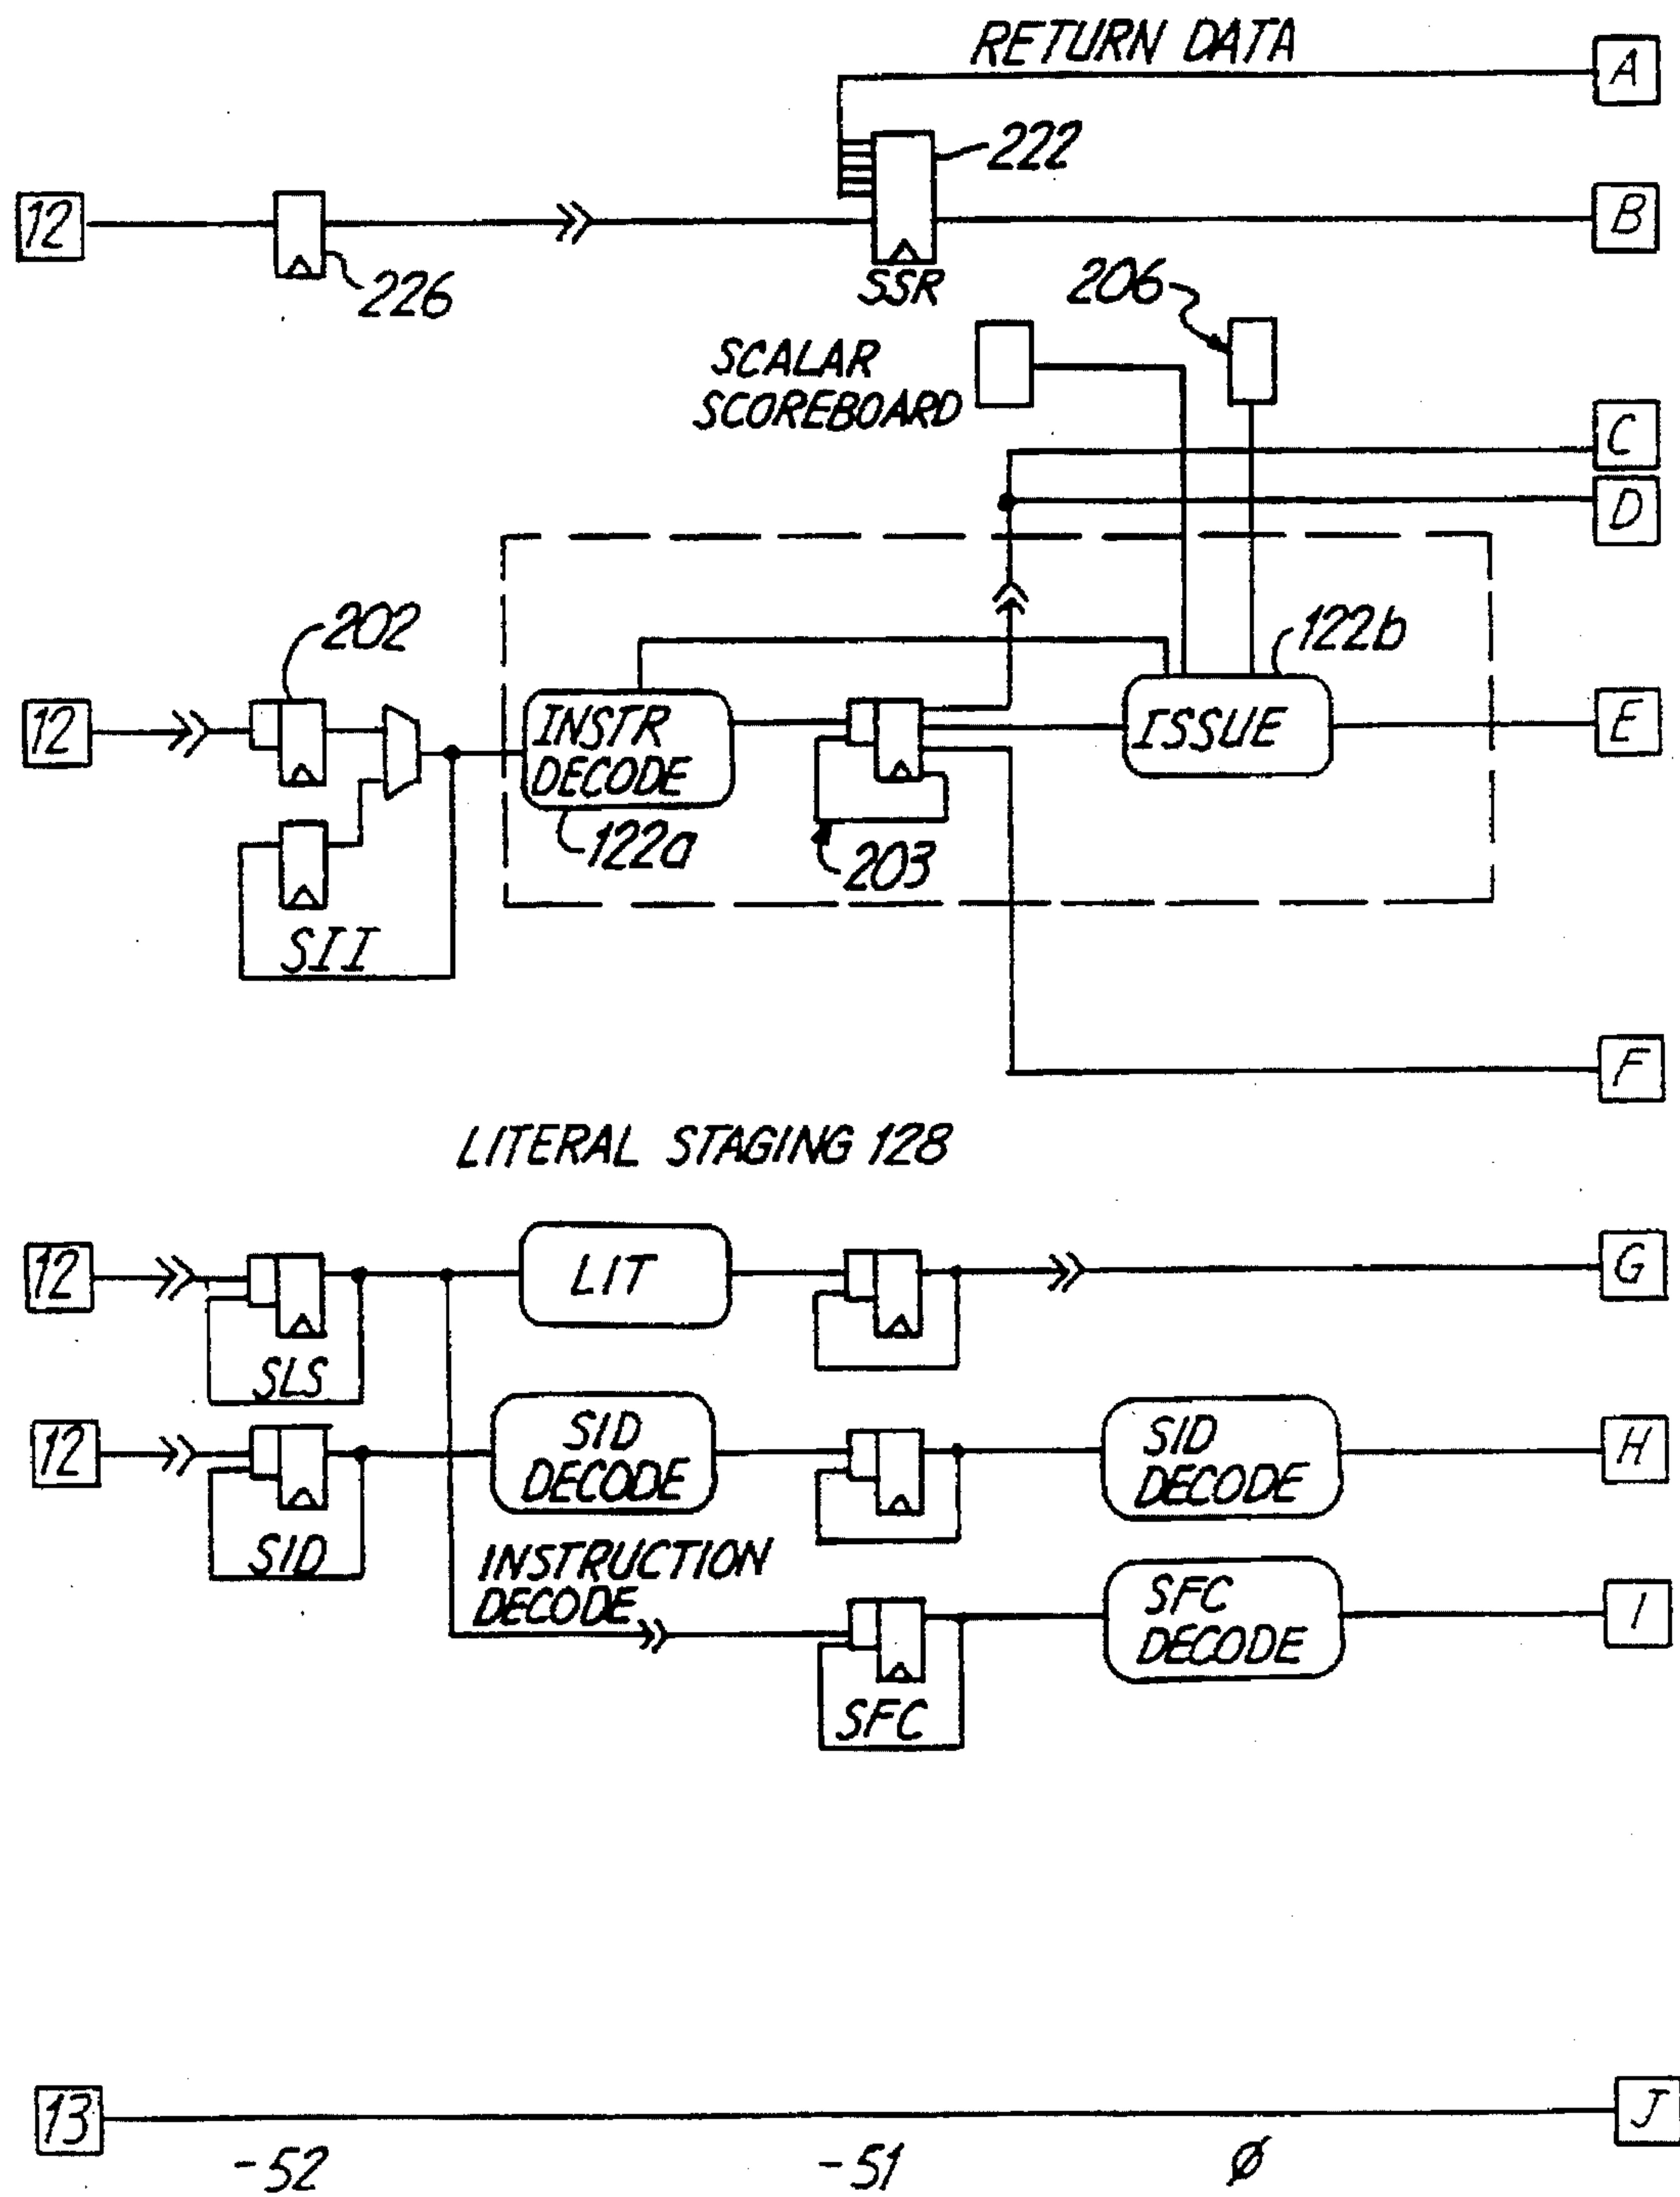 RETURN DATA
A
222
12
B
226
SSR
206
SCALAR
SCOREBOARD
C
D
202
122b
12
INSTR
DECODE
ISSUE
E
122a
203
SII
F
LITERAL STAGING 128
12
LIT
G
SLS
12
SID
DECODE
SID
DECODE
H
SID
INSTRUCTION
DECODE
SFC
DECODE
I
SFC
13
J
-52
-51
Ø